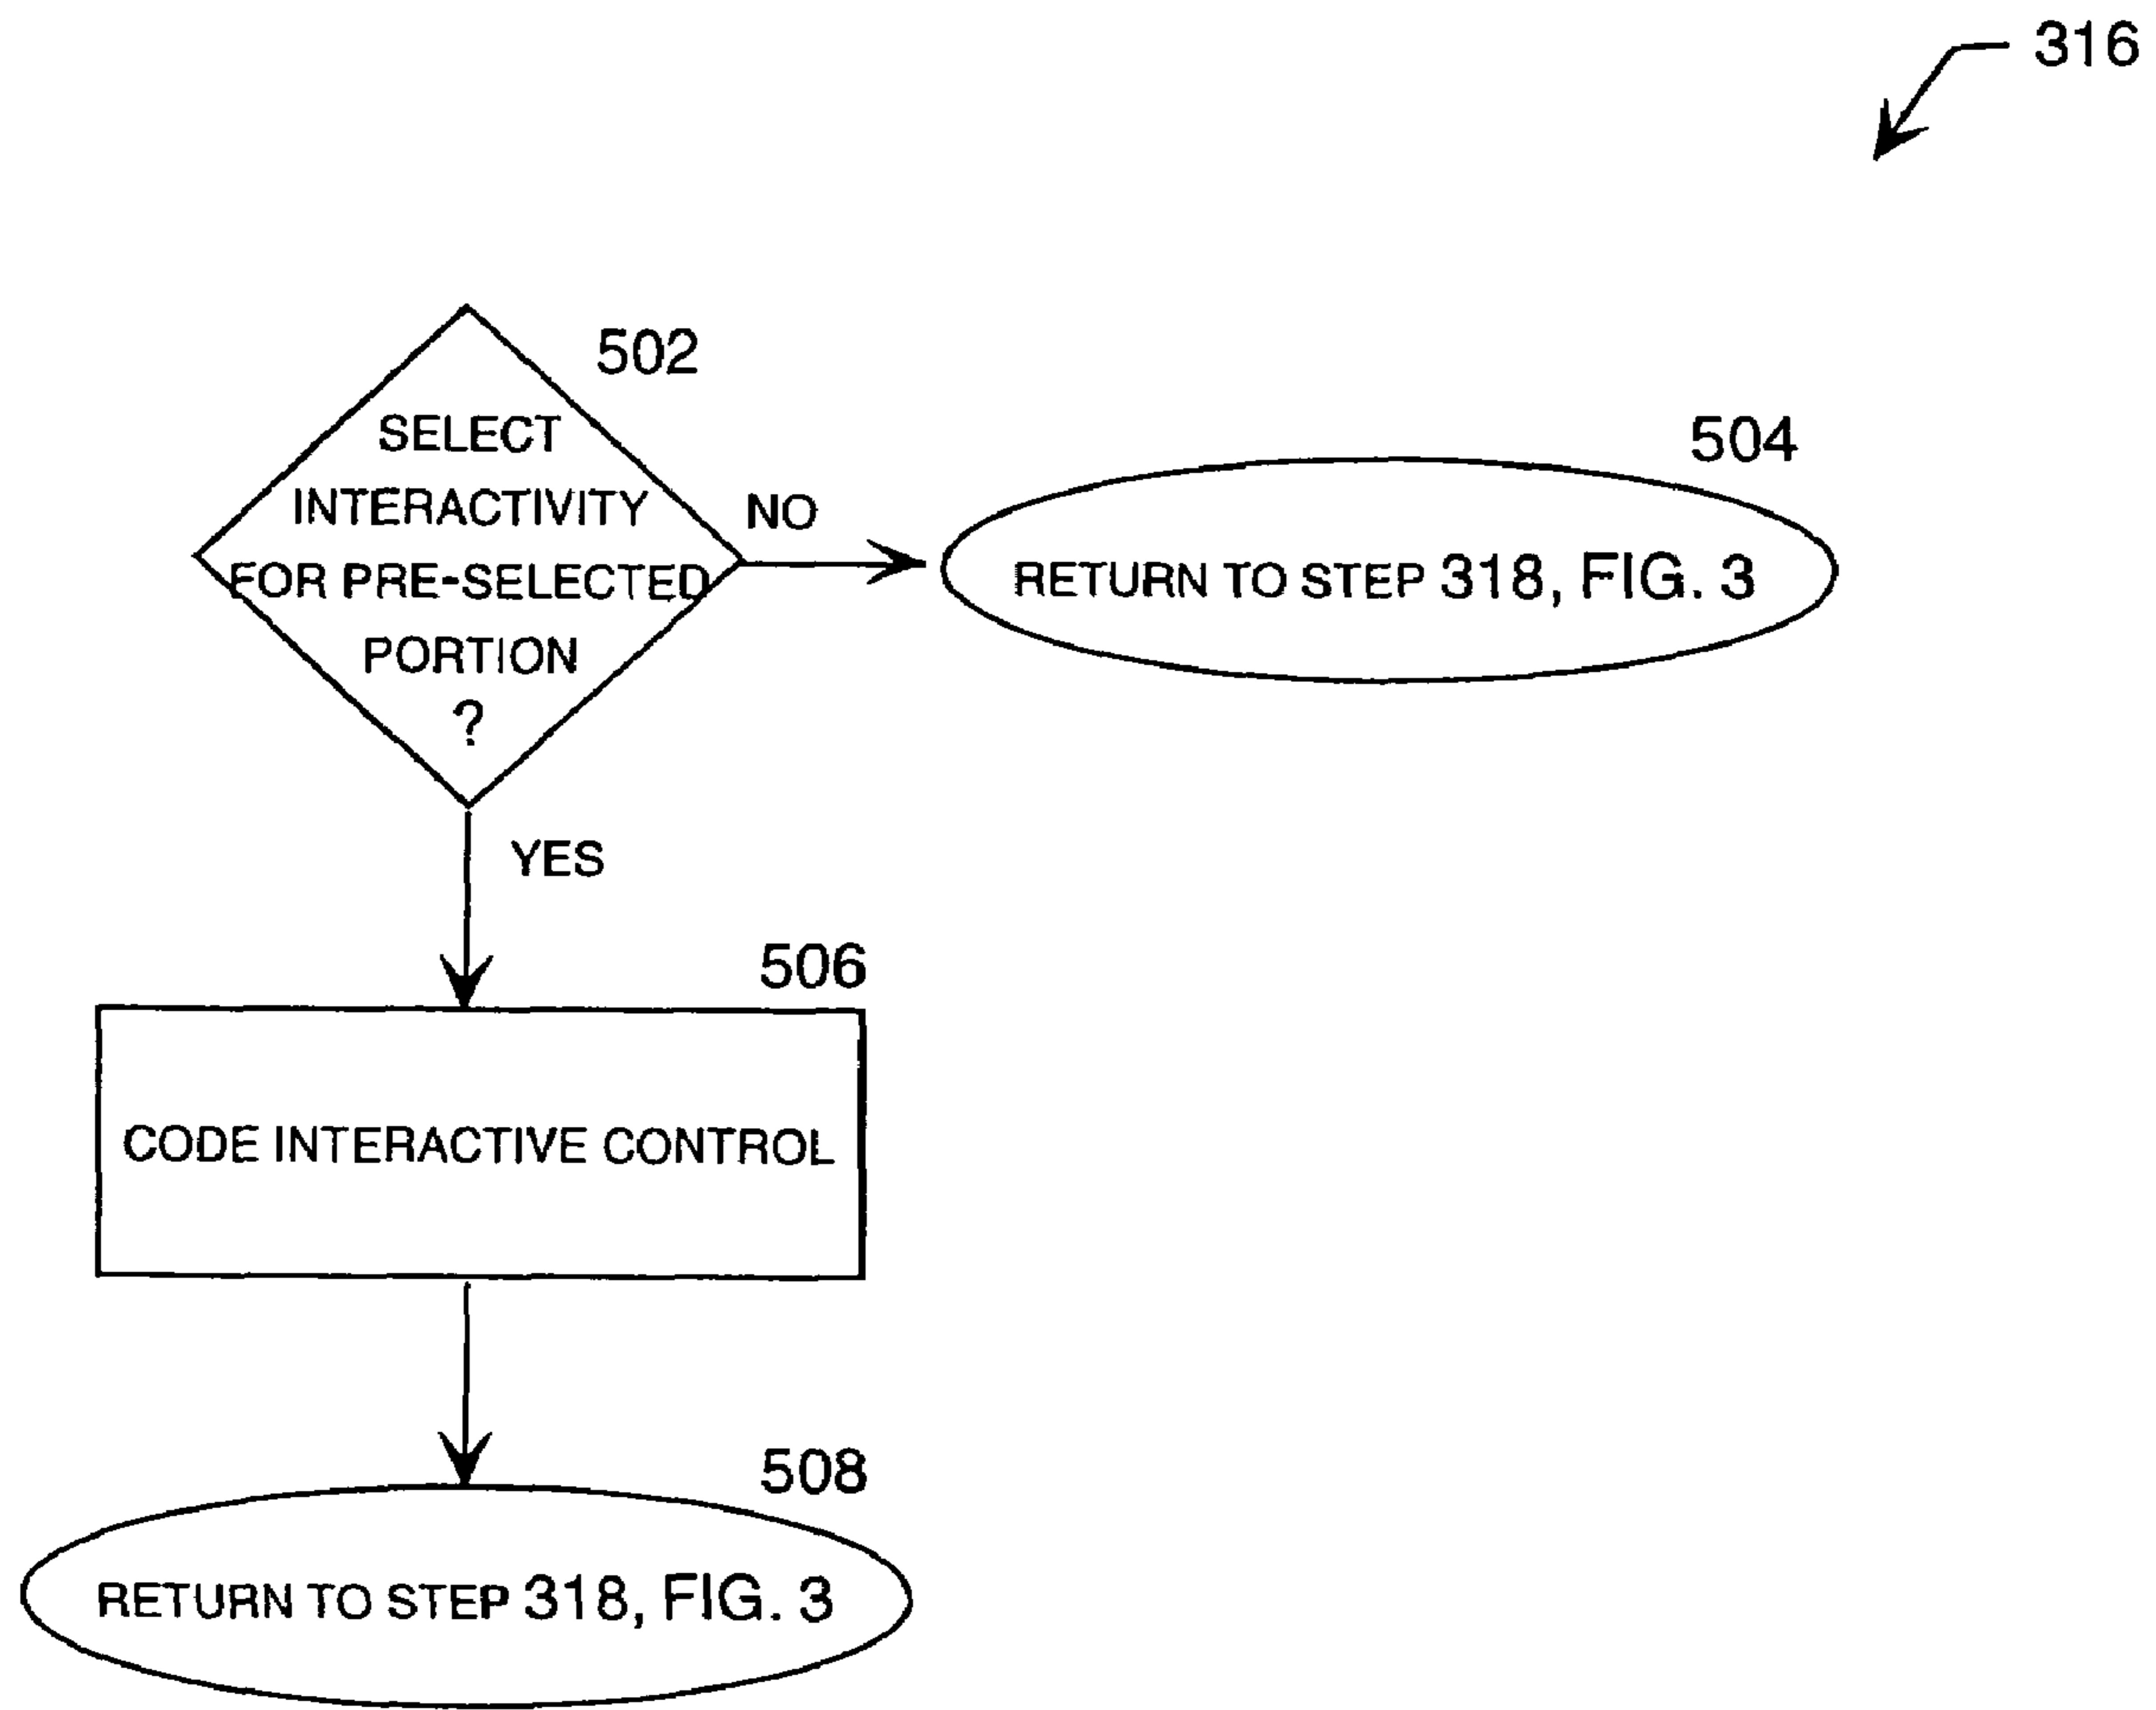 316
502
SELECT
INTERACTIVITY
FOR PRE-SELECTED
PORTION
?
NO
504
RETURN TO STEP 318, FIG. 3
YES
506
CODE INTERACTIVE CONTROL
508
RETURN TO STEP 318, FIG. 3